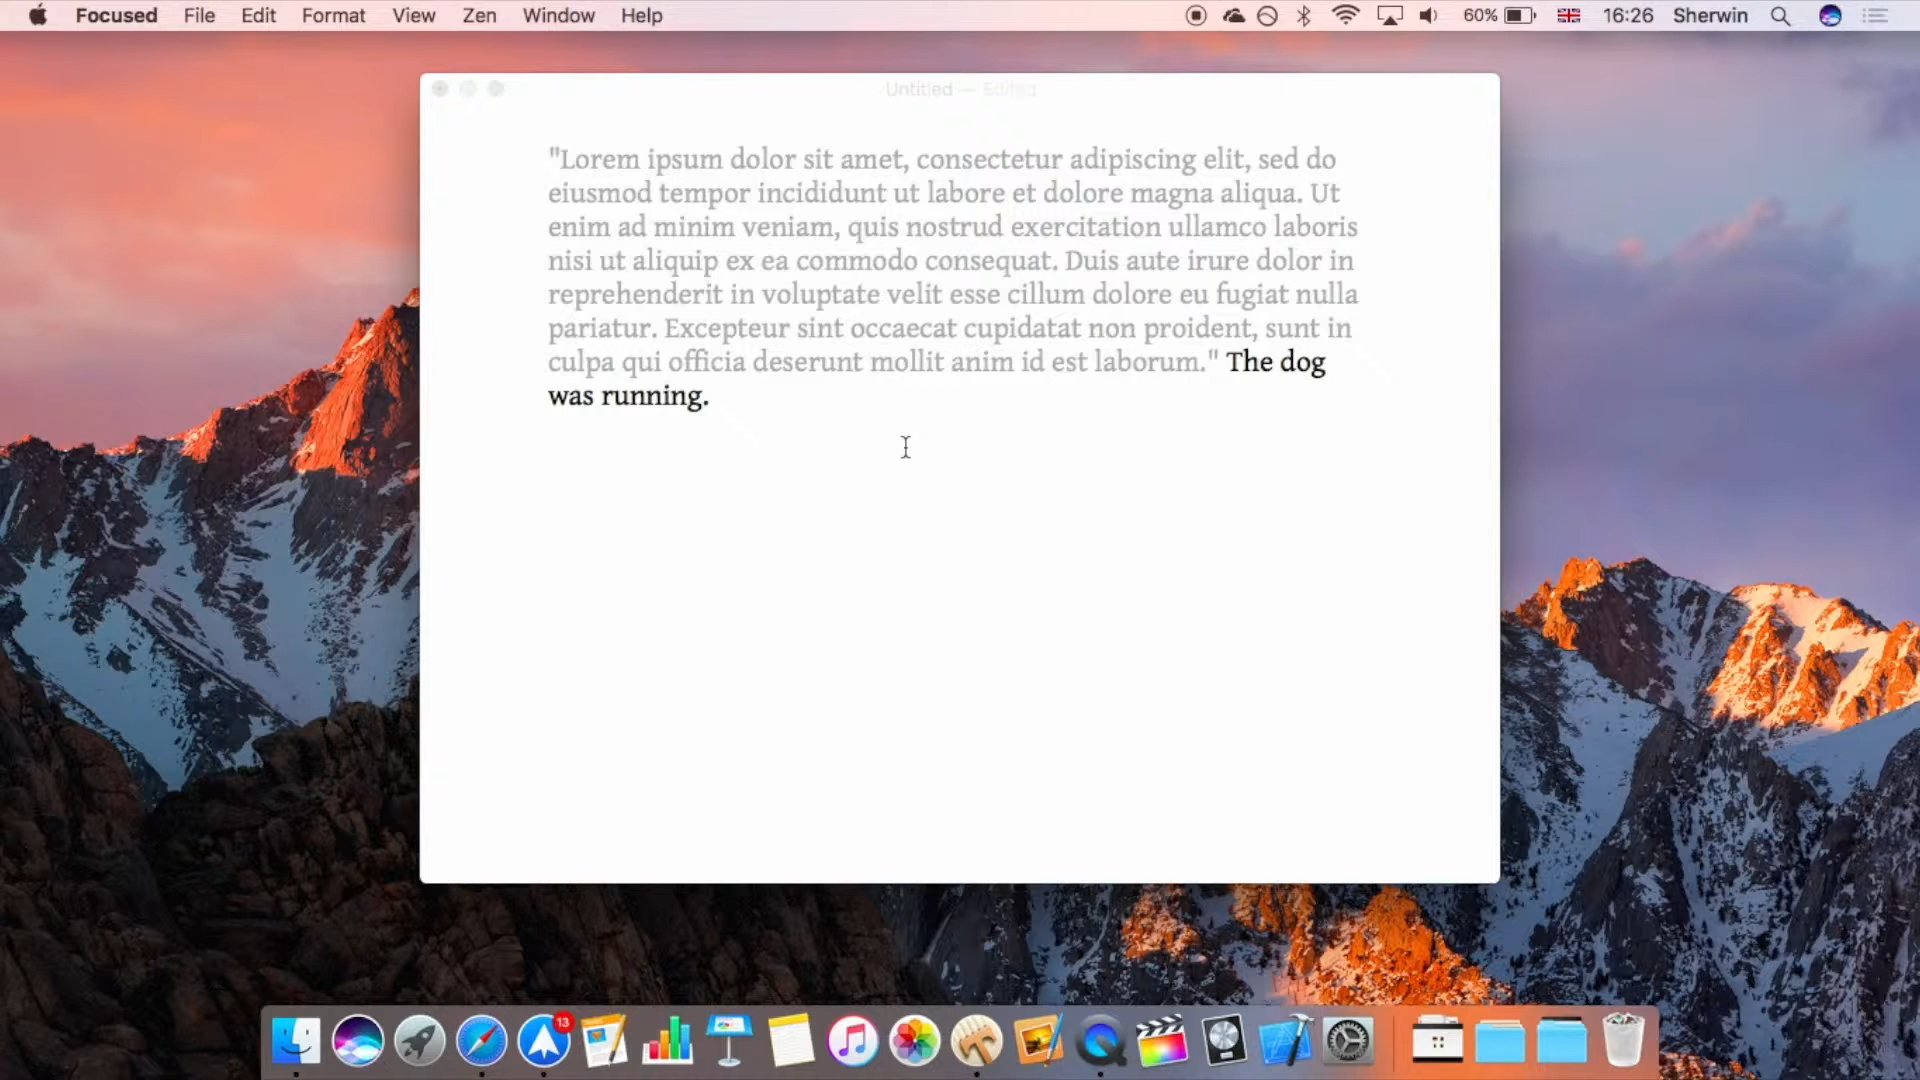 Focused File Edit Format View Zen Window Help 60% 16:26 Sherwin
Untitled — Edited
"Lorem ipsum dolor sit amet, consectetur adipiscing elit, sed do
eiusmod tempor incididunt ut labore et dolore magna aliqua. Ut
enim ad minim veniam, quis nostrud exercitation ullamco laboris
nisi ut aliquip ex ea commodo consequat. Duis aute irure dolor in
reprehenderit in voluptate velit esse cillum dolore eu fugiat nulla
pariatur. Excepteur sint occaecat cupidatat non proident, sunt in
culpa qui officia deserunt mollit anim id est laborum." The dog
was running.
13